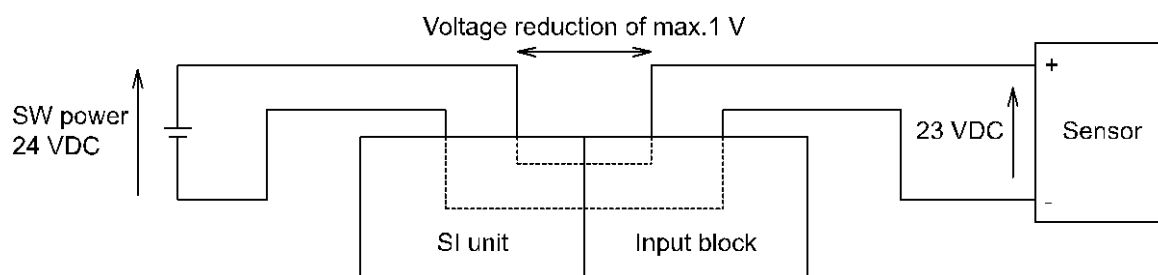 Voltage reduction of max.1 V
SW power
24 VDC
+
23 VDC
Sensor
-
SI unit
Input block